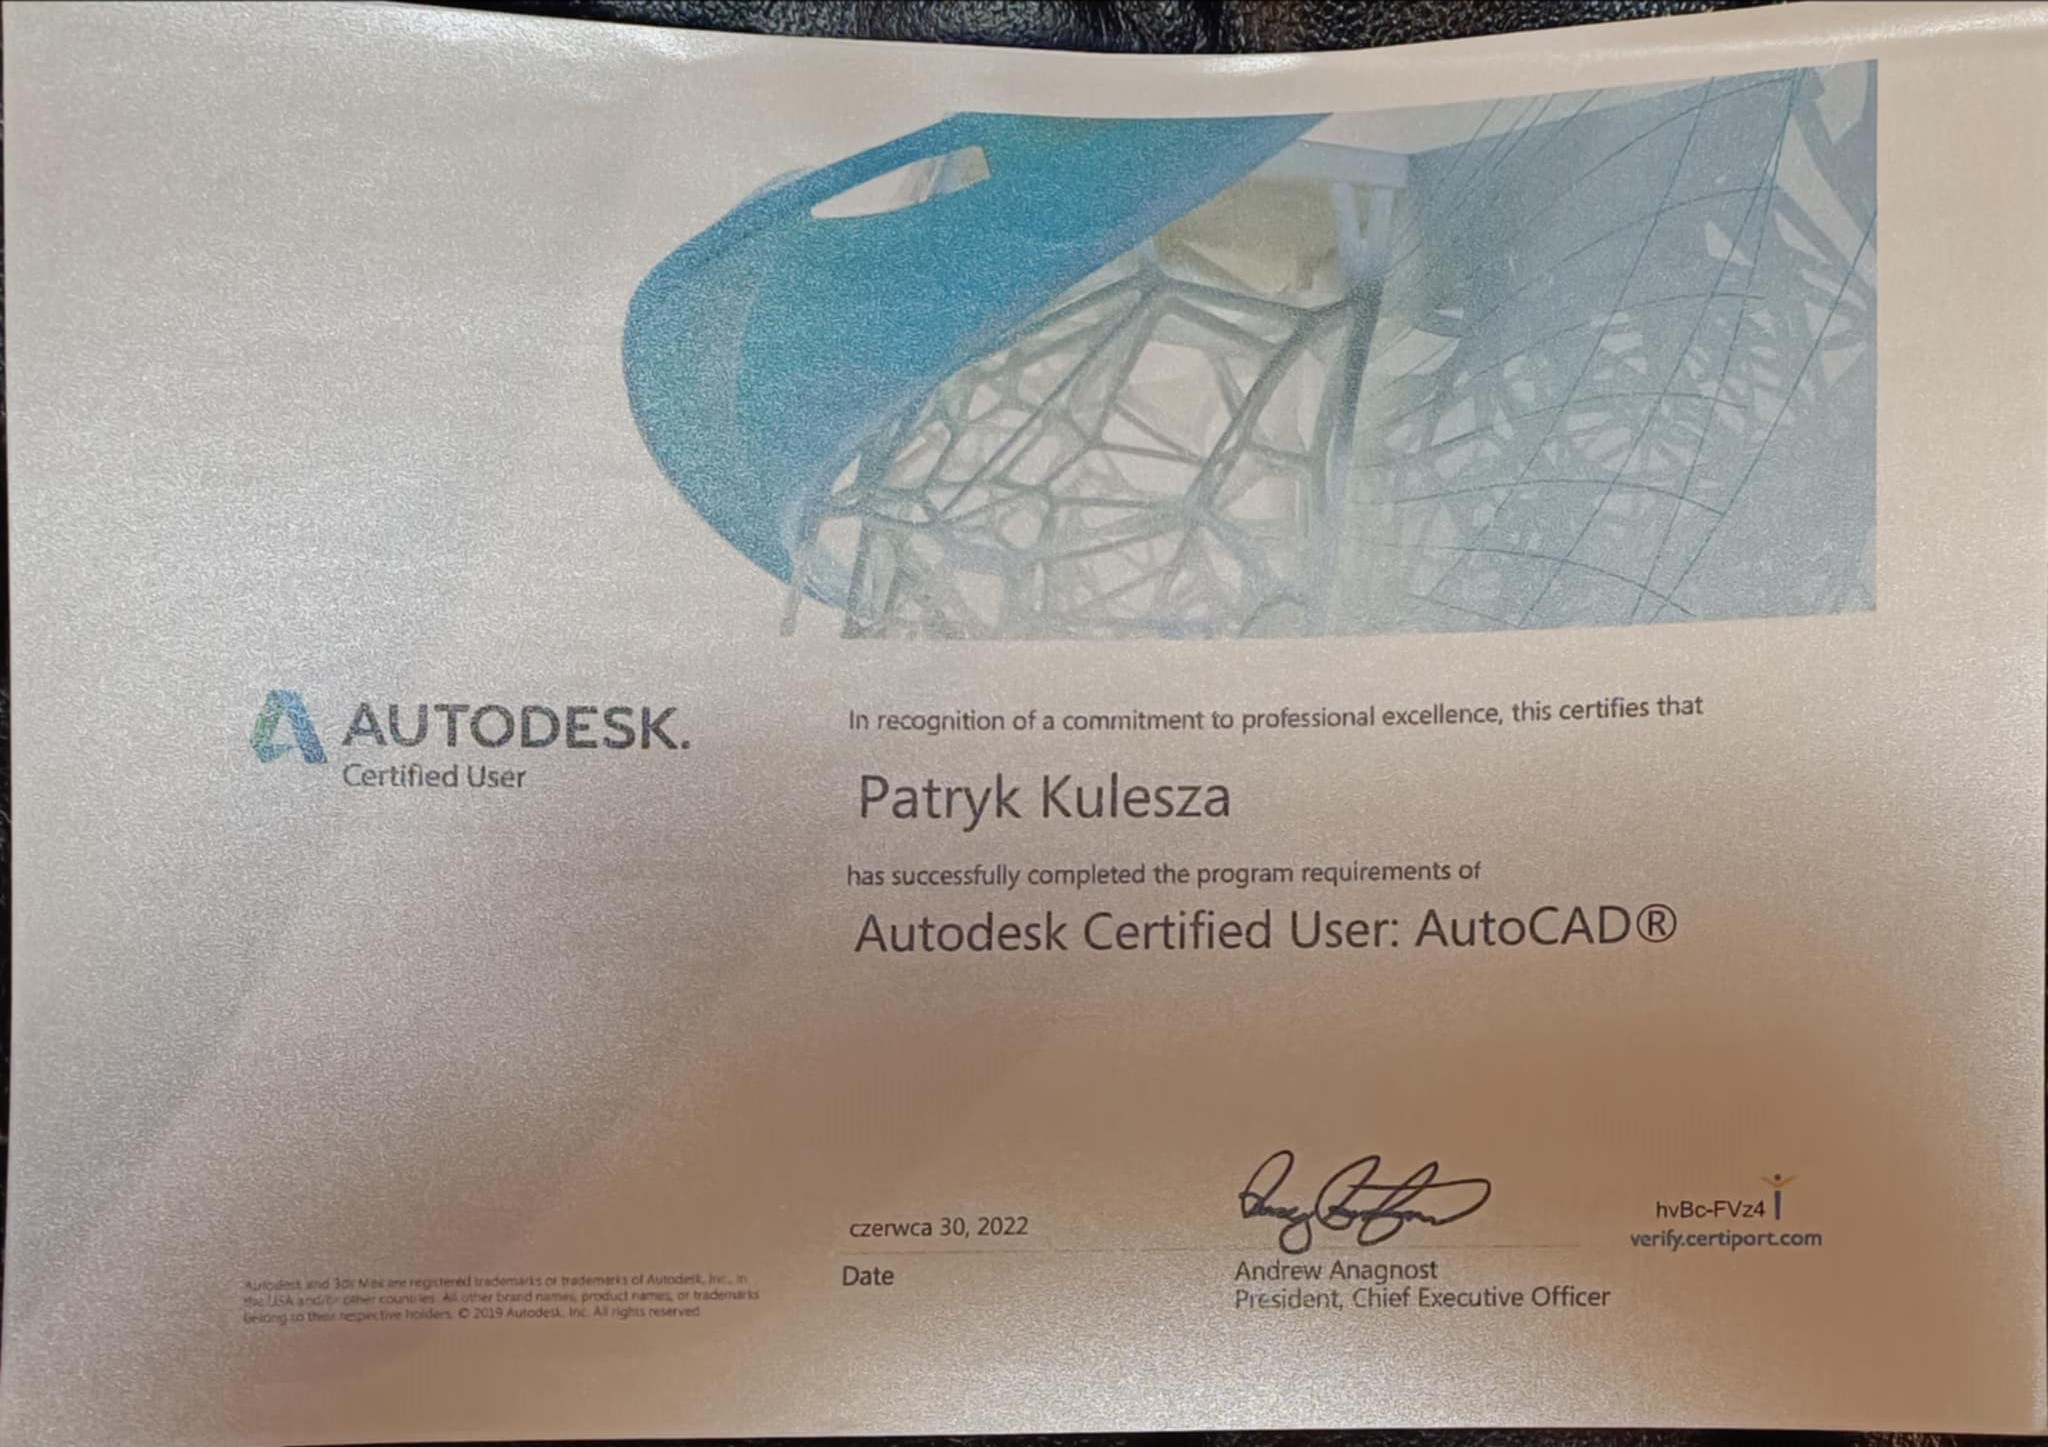 AUTODESK.
Certified User
In recognition of a commitment to professional excellence, this certifies that
Patryk Kulesza
has successfully completed the program requirements of
Autodesk Certified User: AutoCAD®
czerwca 30, 2022
Date
Andrew Anagnost
President, Chief Executive Officer
hvBc-FVz4
verify.certiport.com
Autodesk and 3ds Max are registered trademarks or trademarks of Autodesk, Inc., in
the USA and/or other countries. All other brand names, product names, or trademarks
belong to their respective holders. © 2019 Autodesk, Inc. All rights reserved.